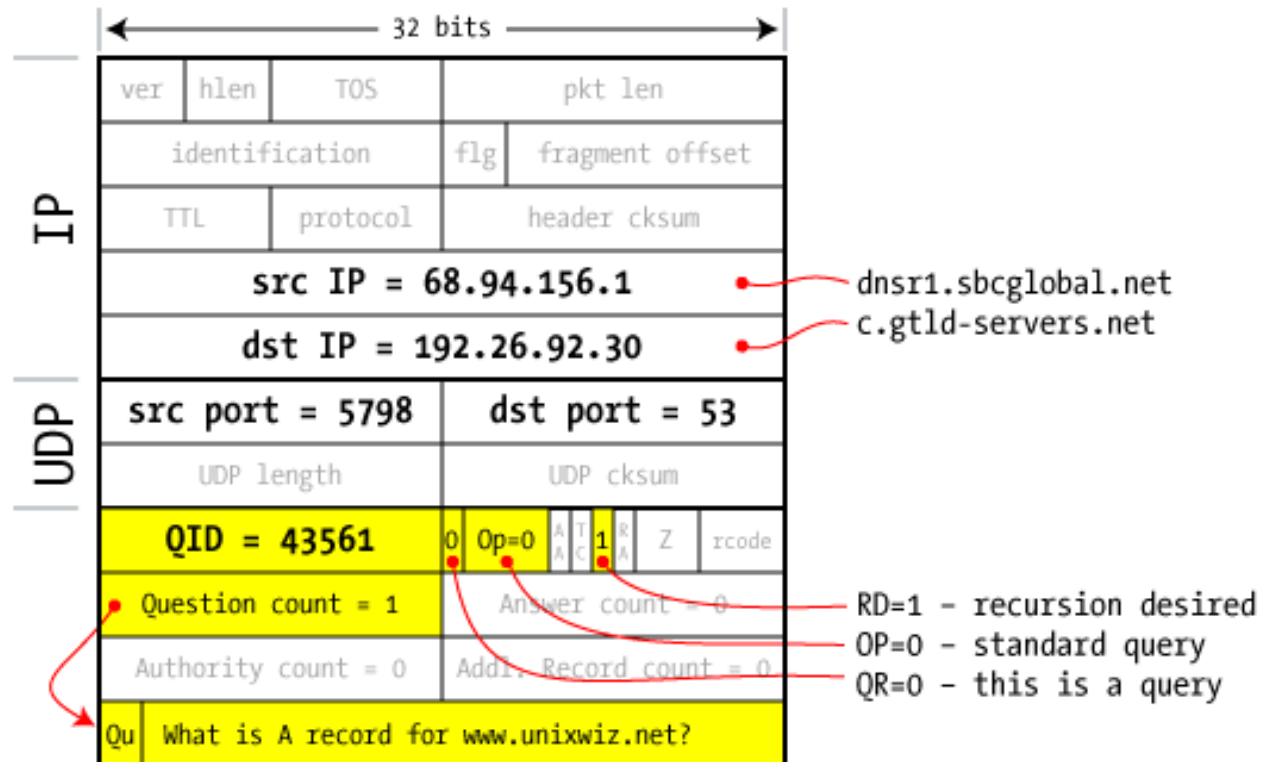 32 bits
ver hlen TOS pkt len
identification flg fragment offset
TTL protocol header cksum
IP
src IP = 68.94.156.1
dnsr1.sbcglobal.net
dst IP = 192.26.92.30
c.gtld-servers.net
UDP
src port = 5798 dst port = 53
UDP length UDP cksum
QID = 43561 0 Op=0 AA TC 1 RA Z rcode
Question count = 1 Answer count = 0
RD=1 – recursion desired
OP=0 – standard query
Authority count = 0 Addl. Record count = 0
QR=0 – this is a query
Qu What is A record for www.unixwiz.net?